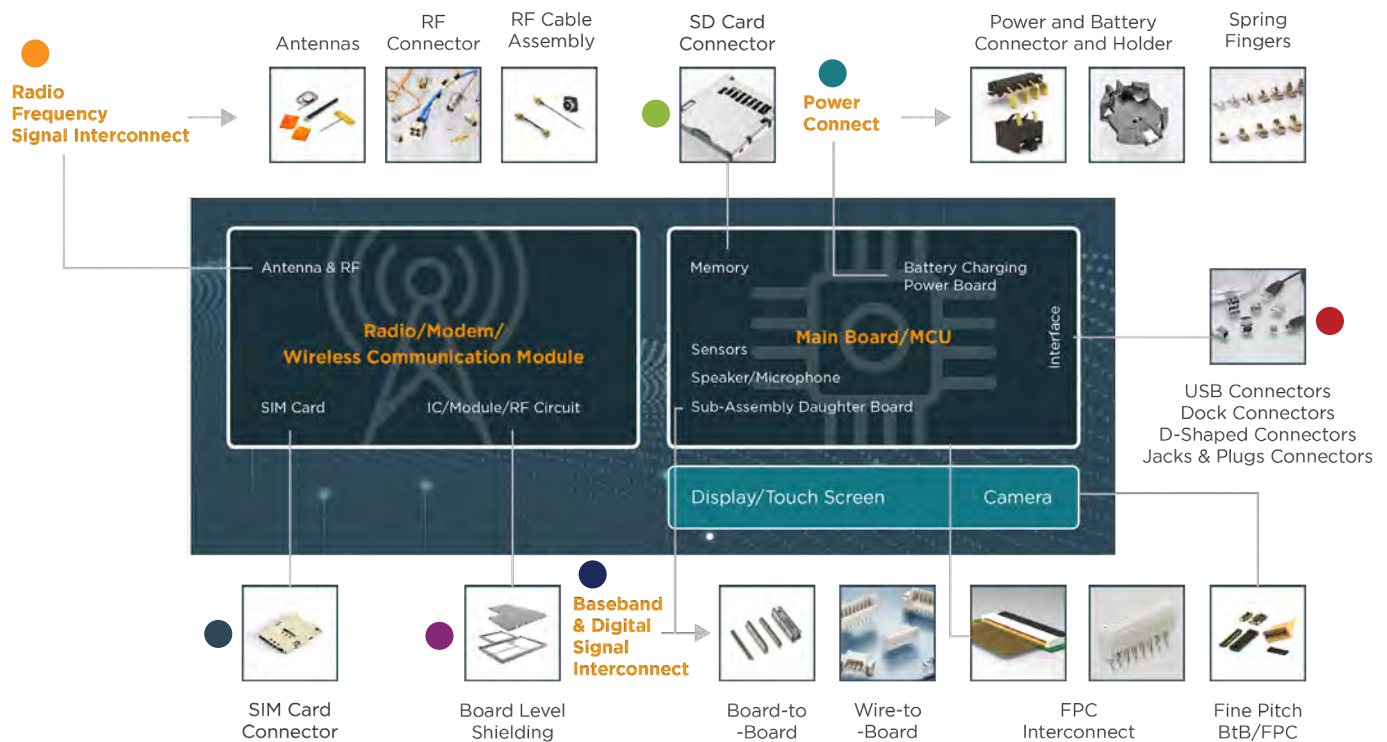 Antennas
RF
Connector
RF Cable
Assembly
SD Card
Connector
Power and Battery
Connector and Holder
Spring
Fingers
Radio
Frequency
Signal Interconnect
Power
Connect
Antenna & RF
Radio/Modem/
Wireless Communication Module
SIM Card
IC/Module/RF Circuit
Memory
Battery Charging
Power Board
Main Board/MCU
Sensors
Speaker/Microphone
Sub-Assembly Daughter Board
Interface
USB Connectors
Dock Connectors
D-Shaped Connectors
Jacks & Plugs Connectors
Display/Touch Screen
Camera
Baseband
& Digital
Signal
Interconnect
SIM Card
Connector
Board Level
Shielding
Board-to
-Board
Wire-to
-Board
FPC
Interconnect
Fine Pitch
BtB/FPC